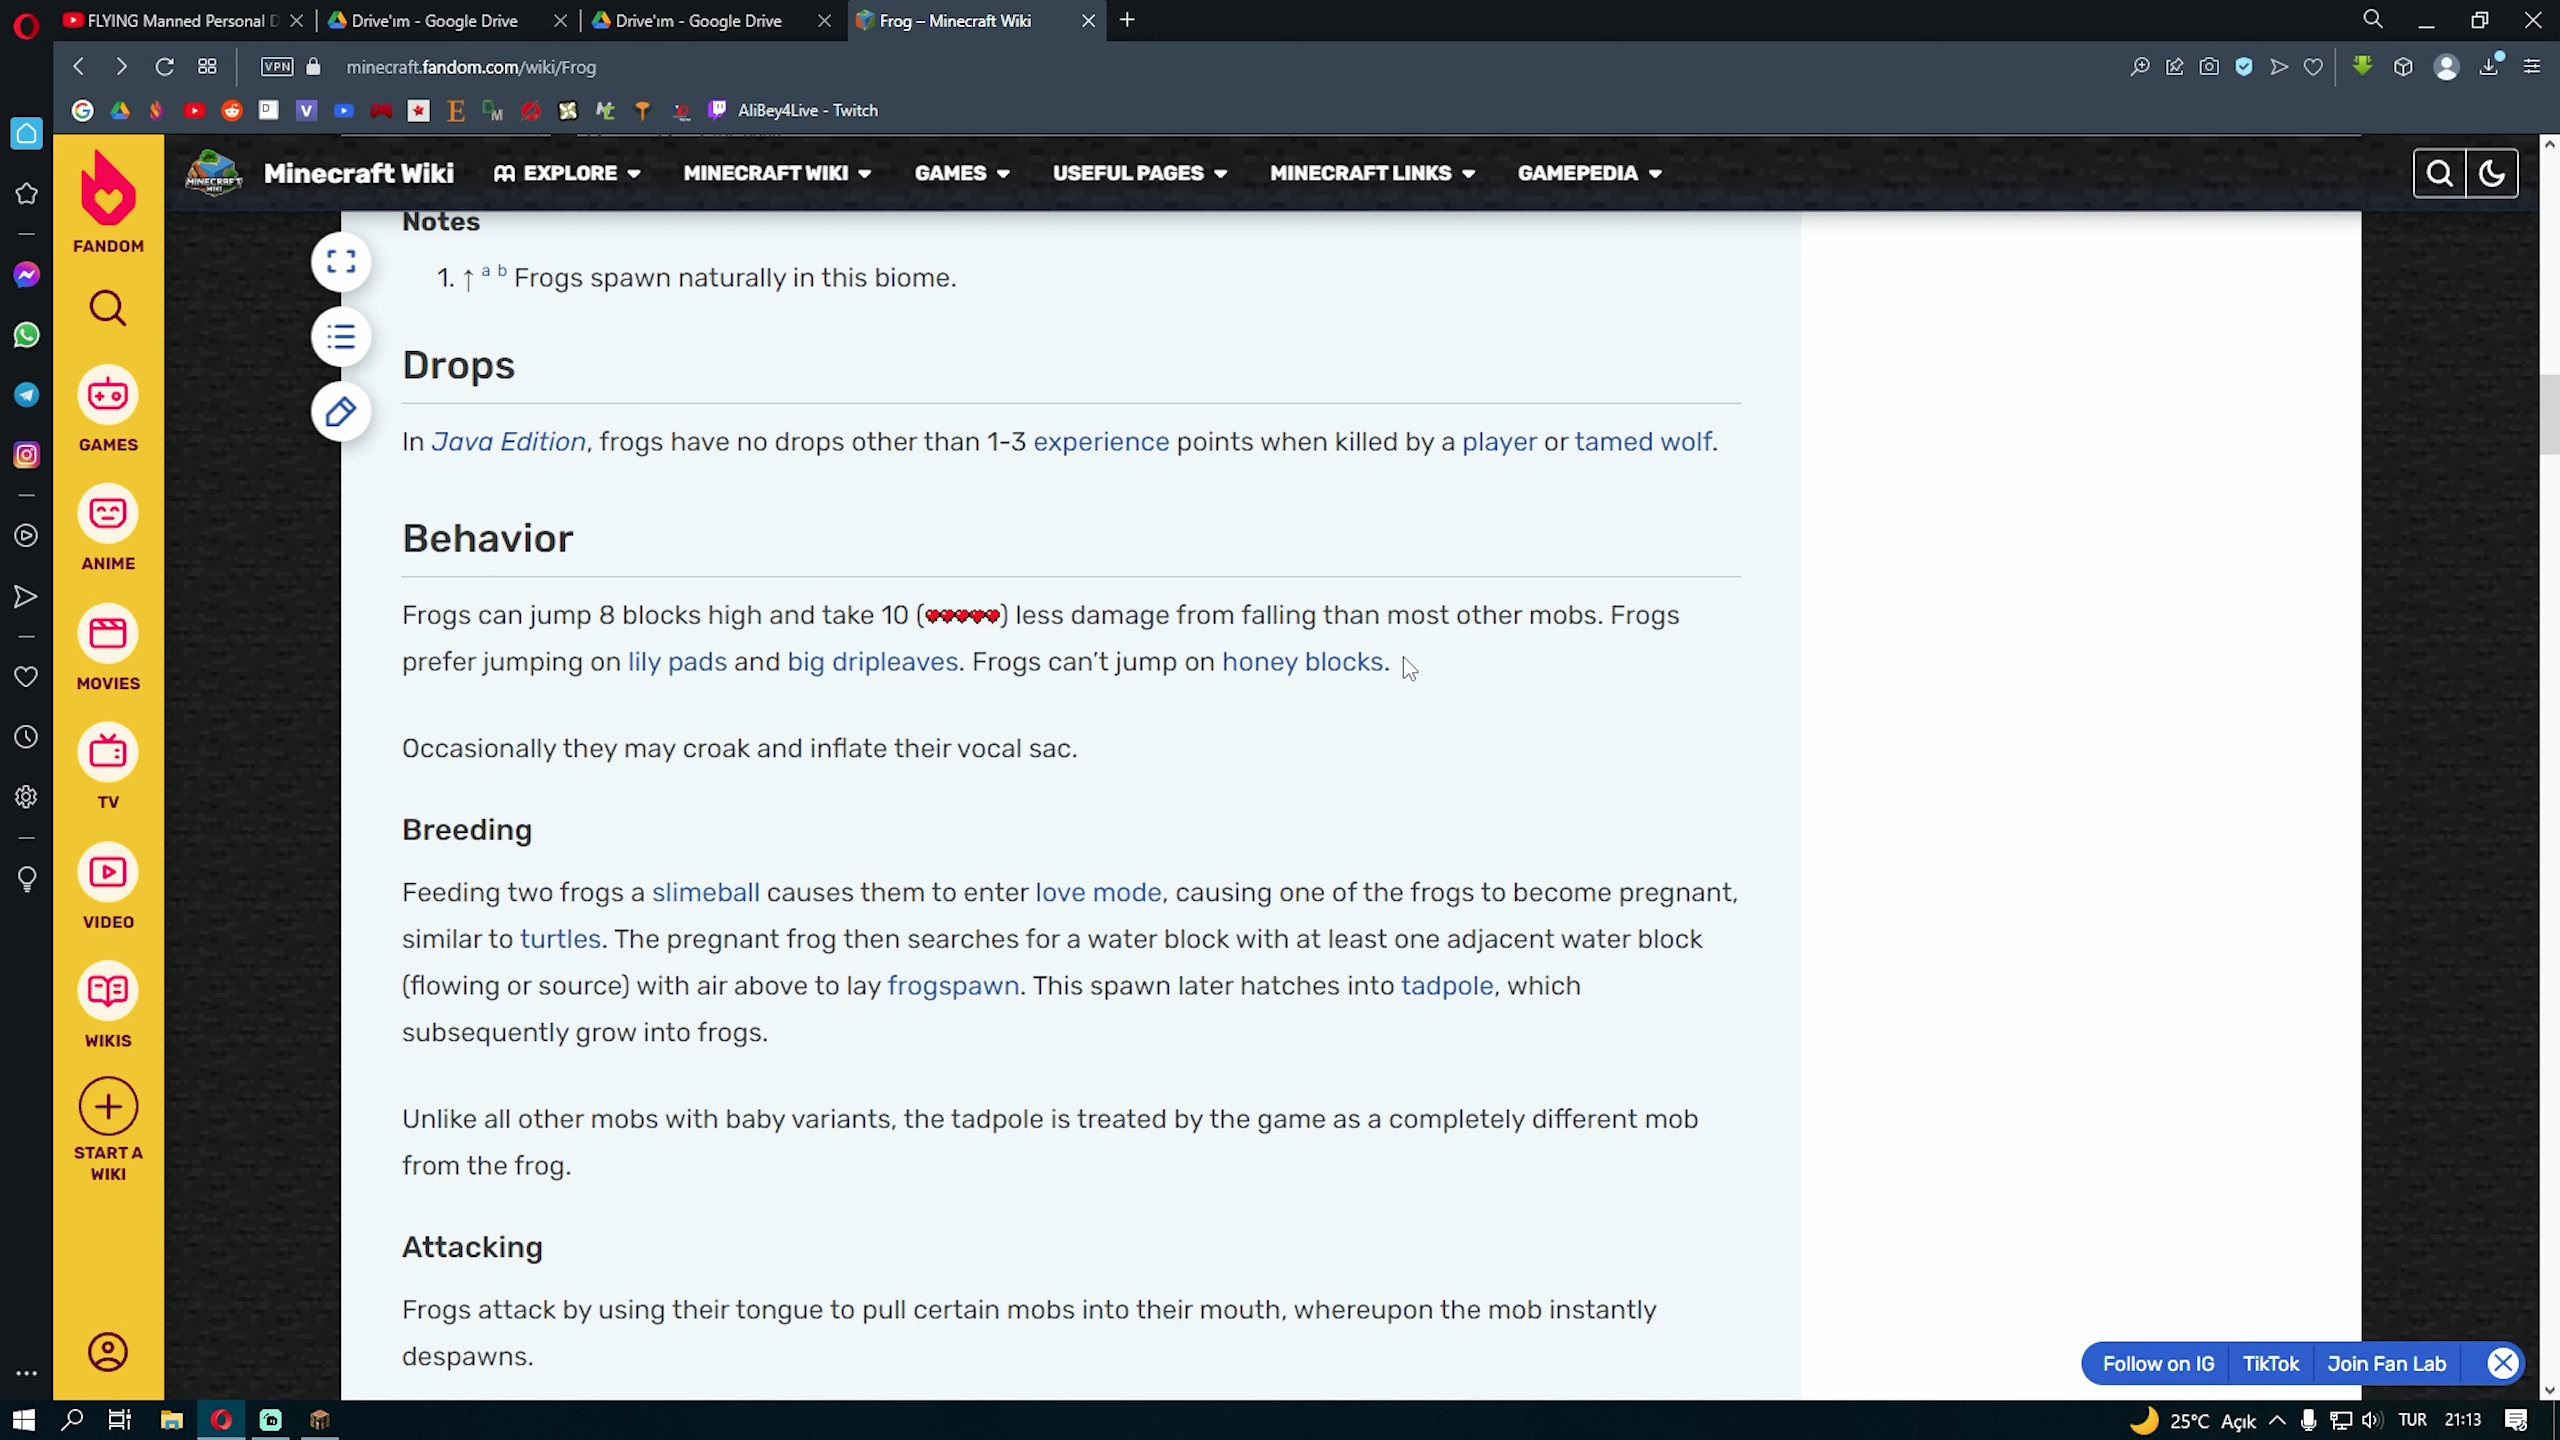 FLYING Manned Personal D
Drive'ım - Google Drive
Drive'ım - Google Drive
Frog – Minecraft Wiki
VPN
minecraft.fandom.com/wiki/Frog
AliBey4Live - Twitch
FANDOM
GAMES
ANIME
MOVIES
TV
VIDEO
WIKIS
START A
WIKI
MINECRAFT
Minecraft Wiki
EXPLORE
MINECRAFT WIKI
GAMES
USEFUL PAGES
MINECRAFT LINKS
GAMEPEDIA
Notes
1. ↑ a b Frogs spawn naturally in this biome.
Drops
In Java Edition, frogs have no drops other than 1-3 experience points when killed by a player or tamed wolf.
Behavior
Frogs can jump 8 blocks high and take 10 () less damage from falling than most other mobs. Frogs
prefer jumping on lily pads and big dripleaves. Frogs can't jump on honey blocks.
Occasionally they may croak and inflate their vocal sac.
Breeding
Feeding two frogs a slimeball causes them to enter love mode, causing one of the frogs to become pregnant,
similar to turtles. The pregnant frog then searches for a water block with at least one adjacent water block
(flowing or source) with air above to lay frogspawn. This spawn later hatches into tadpole, which
subsequently grow into frogs.
Unlike all other mobs with baby variants, the tadpole is treated by the game as a completely different mob
from the frog.
Attacking
Frogs attack by using their tongue to pull certain mobs into their mouth, whereupon the mob instantly
despawns.
Follow on IG
TikTok
Join Fan Lab
25°C Açık
TUR
21:13